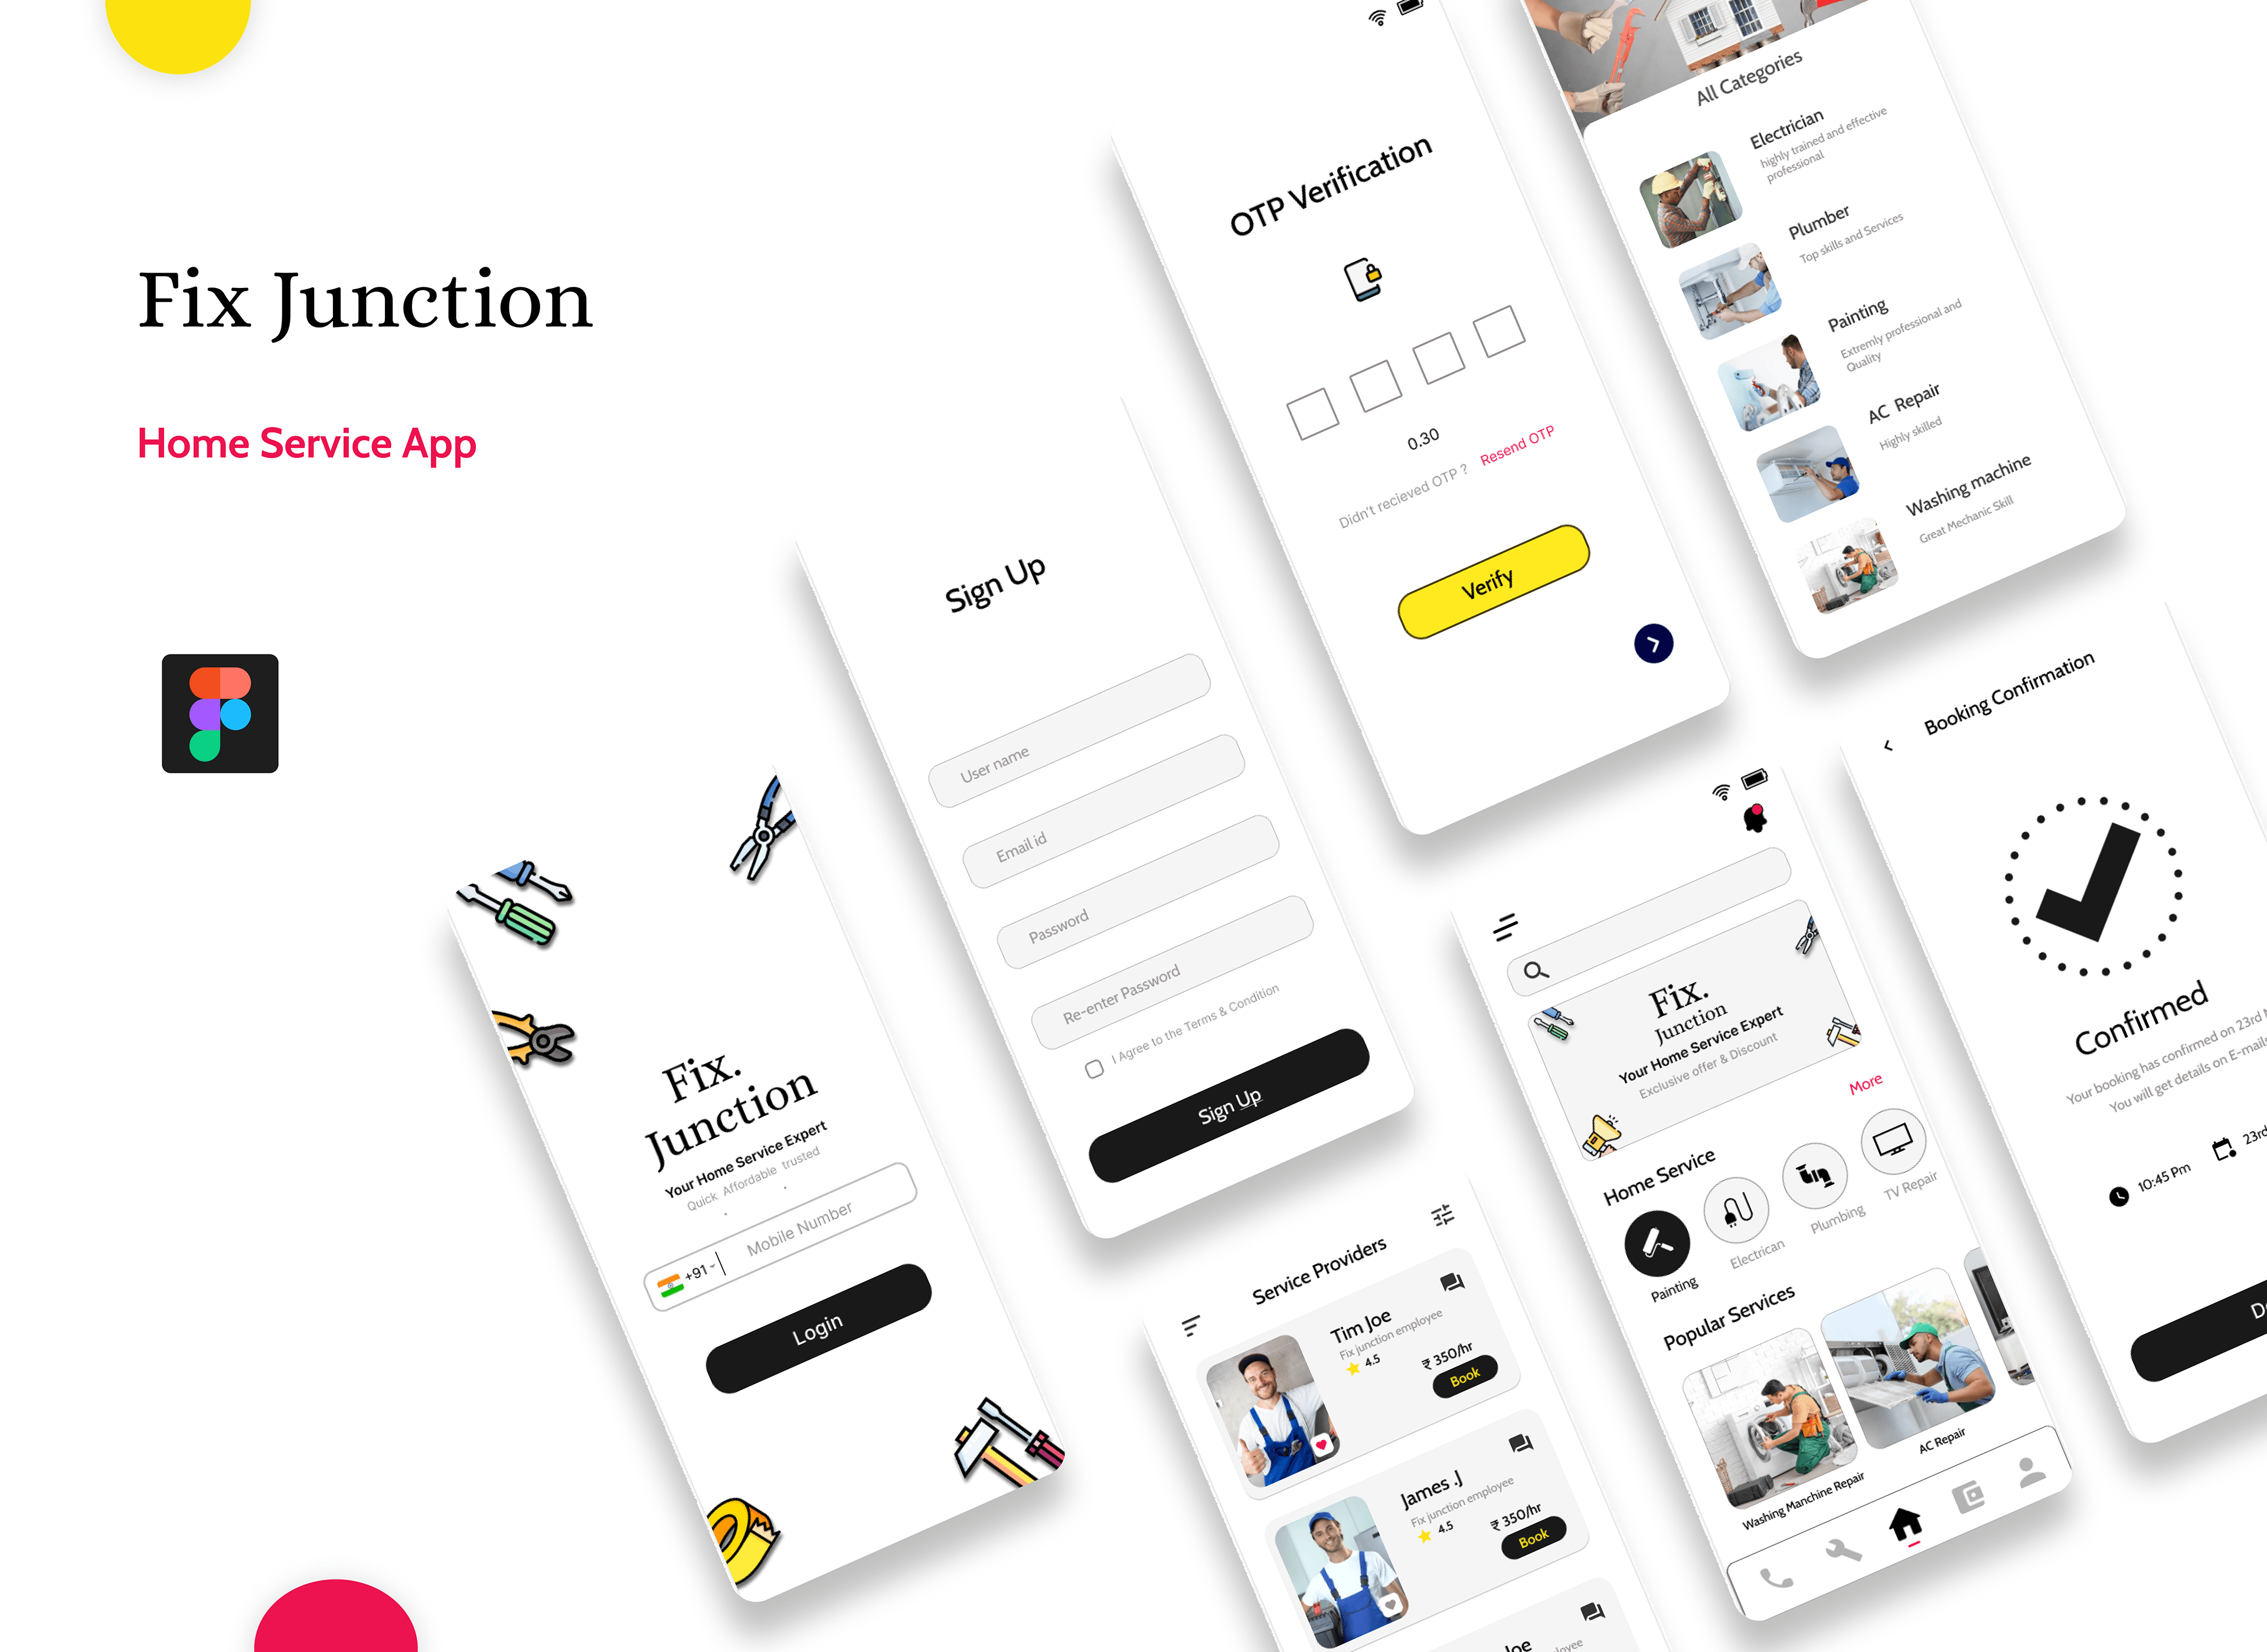 Fix Junction
Home Service App
Fix.
Junction
Your Home Service Expert
Quick Affordable trusted
+91
Mobile Number
Login
Sign Up
User name
Email id
Password
Re-enter Password
I Agree to the Terms & Condition
Sign Up
OTP Verification
0.30
Didn't recieved OTP ?
Resend OTP
Verify
All Categories
Electrician
highly trained and effective
professional
Plumber
Top skills and Services
Painting
Extremly professional and
Quality
AC Repair
Highly skilled
Washing machine
Great Mechanic Skill
Service Providers
Tim Joe
Fix junction employee
4.5
₹ 350/hr
Book
James .J
Fix junction employee
4.5
₹ 350/hr
Book
Fix.
Junction
Your Home Service Expert
Exclusive offer & Discount
More
Home Service
Painting
Electrican
Plumbing
TV Repair
Popular Services
Washing Manchine Repair
AC Repair
Booking Confirmation
Confirmed
Your booking has confirmed on 23rd
You will get details on E-mail
10:45 Pm
23rd